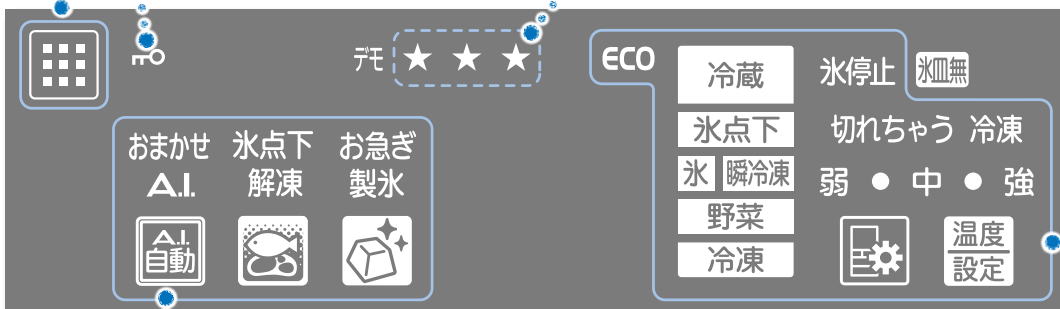 デモ ★ ★ ★
おまかせ A.I.
氷点下 解凍
お急ぎ 製氷
A.I. 自動
ECO
冷蔵
氷点下
氷 瞬冷凍
野菜
冷凍
氷停止 氷皿無
切れちゃう 冷凍
弱 ● 中 ● 強
温度 設定